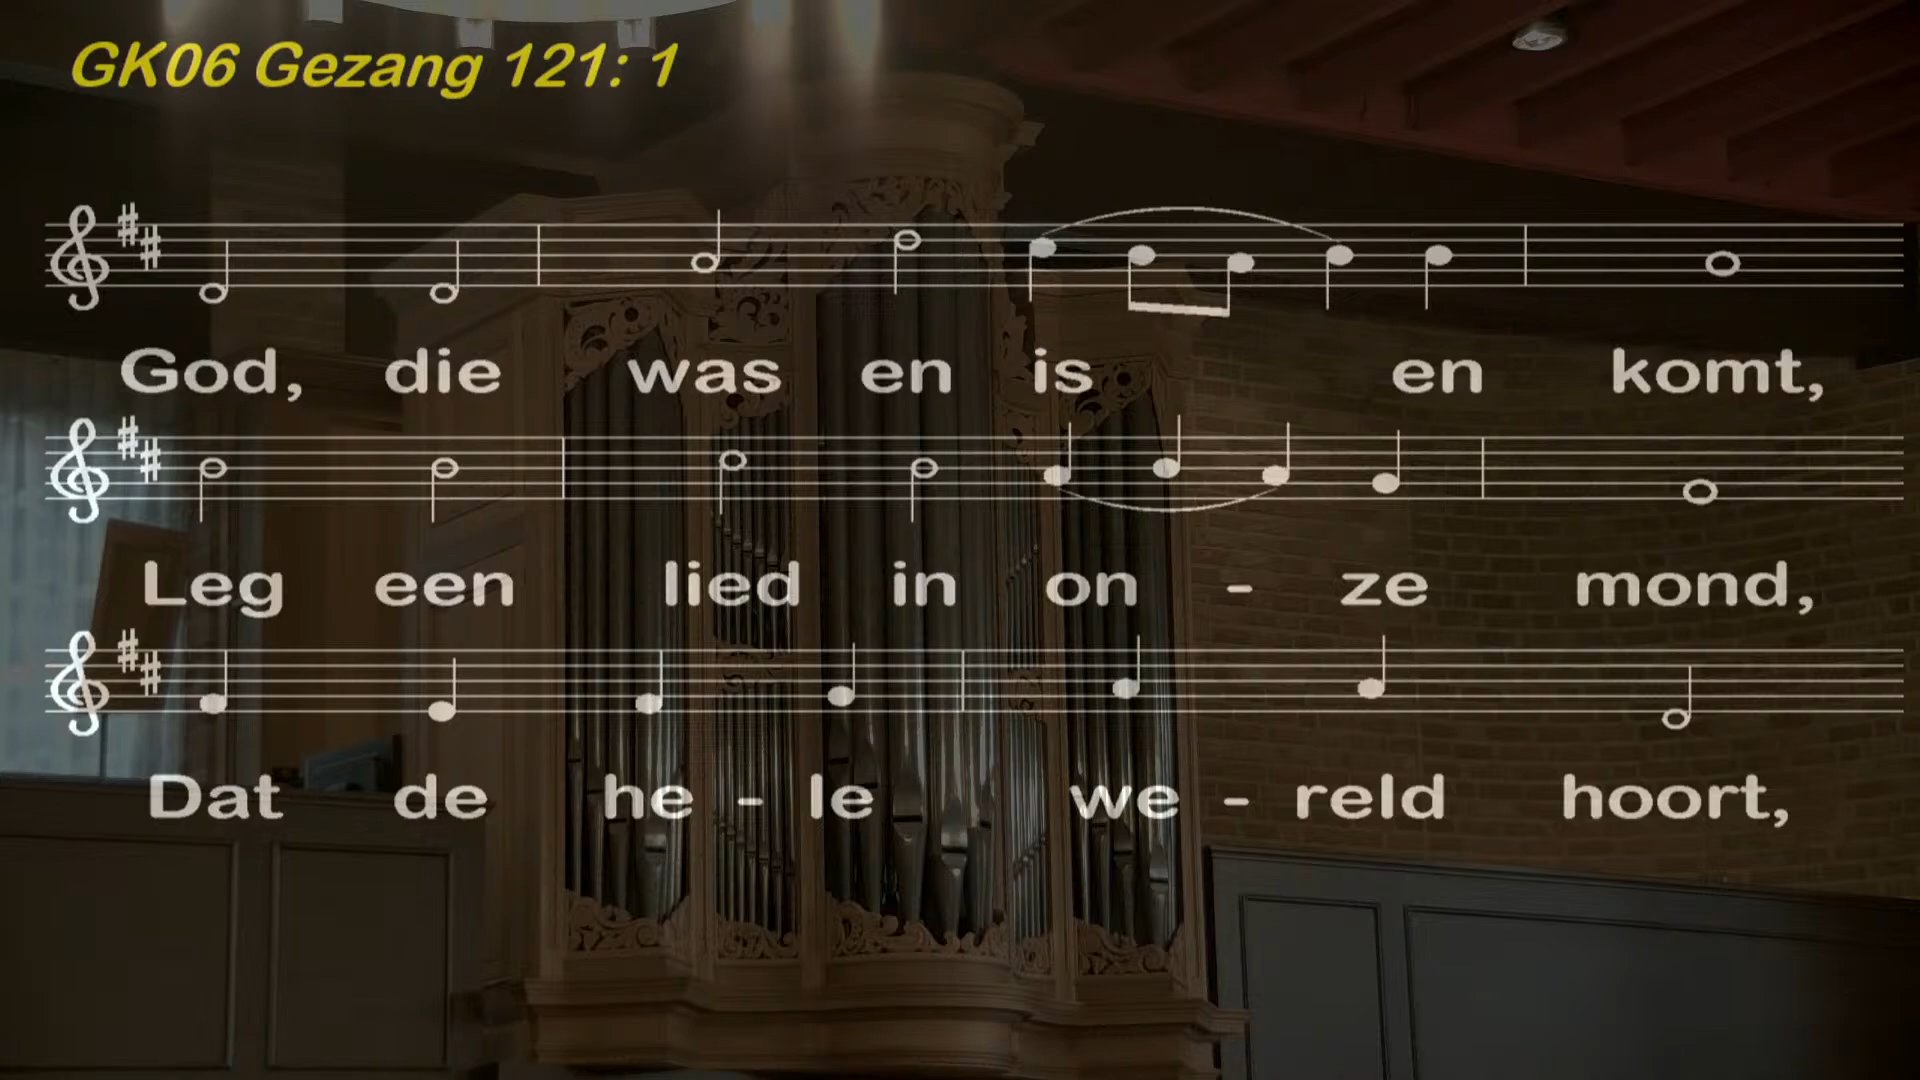 GK06 Gezang 121: 1
God, die was en is en komt,
Leg een lied in on - ze mond,
Dat de he - le we - reld hoort,